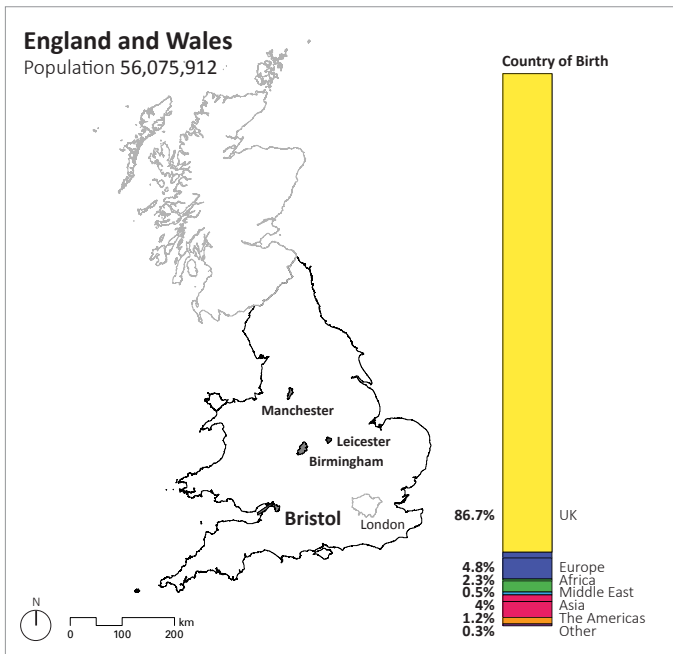 England and Wales
Population 56,075,912
Country of Birth
Manchester
Leicester
Birmingham
Bristol
London
86.7% UK
4.8% Europe
2.3% Africa
0.5% Middle East
4% Asia
1.2% The Americas
0.3% Other
N
km
0 100 200